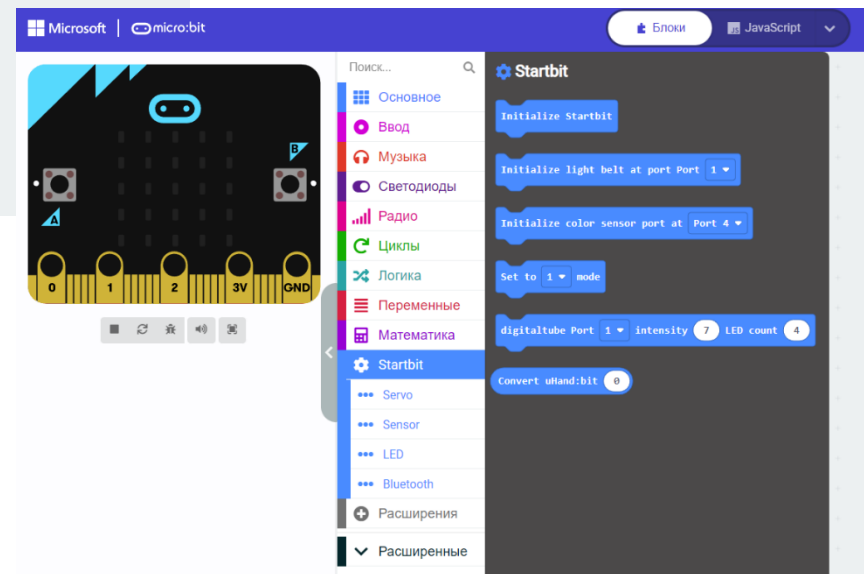 Microsoft micro:bit
Блоки
JS JavaScript
Поиск...
Основное
Ввод
Музыка
Светодиоды
Радио
Циклы
Логика
Переменные
Математика
Startbit
Servo
Sensor
LED
Bluetooth
Расширения
Расширенные
Startbit
Initialize Startbit
Initialize light belt at port Port 1
Initialize color sensor port at Port 4
Set to 1 mode
digitaltube Port 1 intensity 7 LED count 4
Convert uHand:bit 0
B
A
0 1 2 3V GND